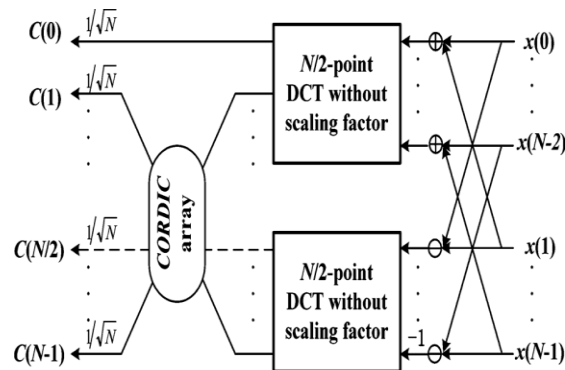 C(0)
1/√N
N/2-point
DCT without
scaling factor
x(0)
C(1)
1/√N
x(N-2)
CORDIC
array
C(N/2)
1/√N
N/2-point
DCT without
scaling factor
x(1)
C(N-1)
1/√N
-1
x(N-1)